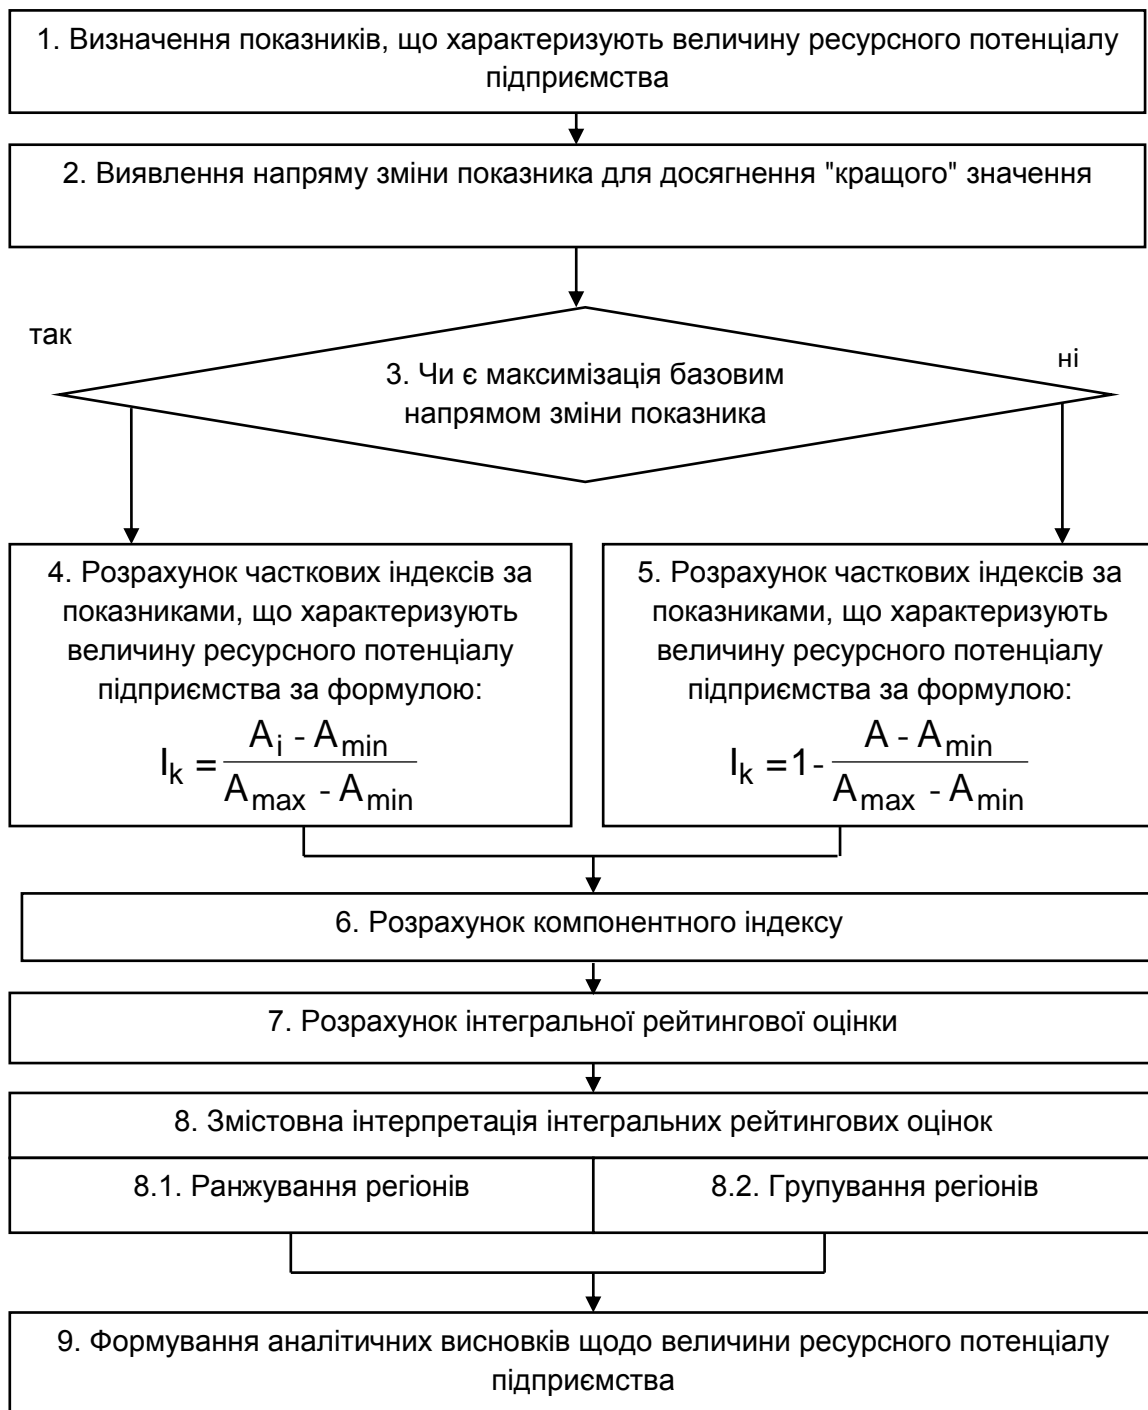 1. Визначення показників, що характеризують величину ресурсного потенціалу
підприємства
2. Виявлення напряму зміни показника для досягнення "кращого" значення
так
ні
3. Чи є максимізація базовим
напрямом зміни показника
4. Розрахунок часткових індексів за
показниками, що характеризують
величину ресурсного потенціалу
підприємства за формулою:
I_k = (A_i - A_min) / (A_max - A_min)
5. Розрахунок часткових індексів за
показниками, що характеризують
величину ресурсного потенціалу
підприємства за формулою:
I_k = 1 - (A - A_min) / (A_max - A_min)
6. Розрахунок компонентного індексу
7. Розрахунок інтегральної рейтингової оцінки
8. Змістовна інтерпретація інтегральних рейтингових оцінок
8.1. Ранжування регіонів
8.2. Групування регіонів
9. Формування аналітичних висновків щодо величини ресурсного потенціалу
підприємства